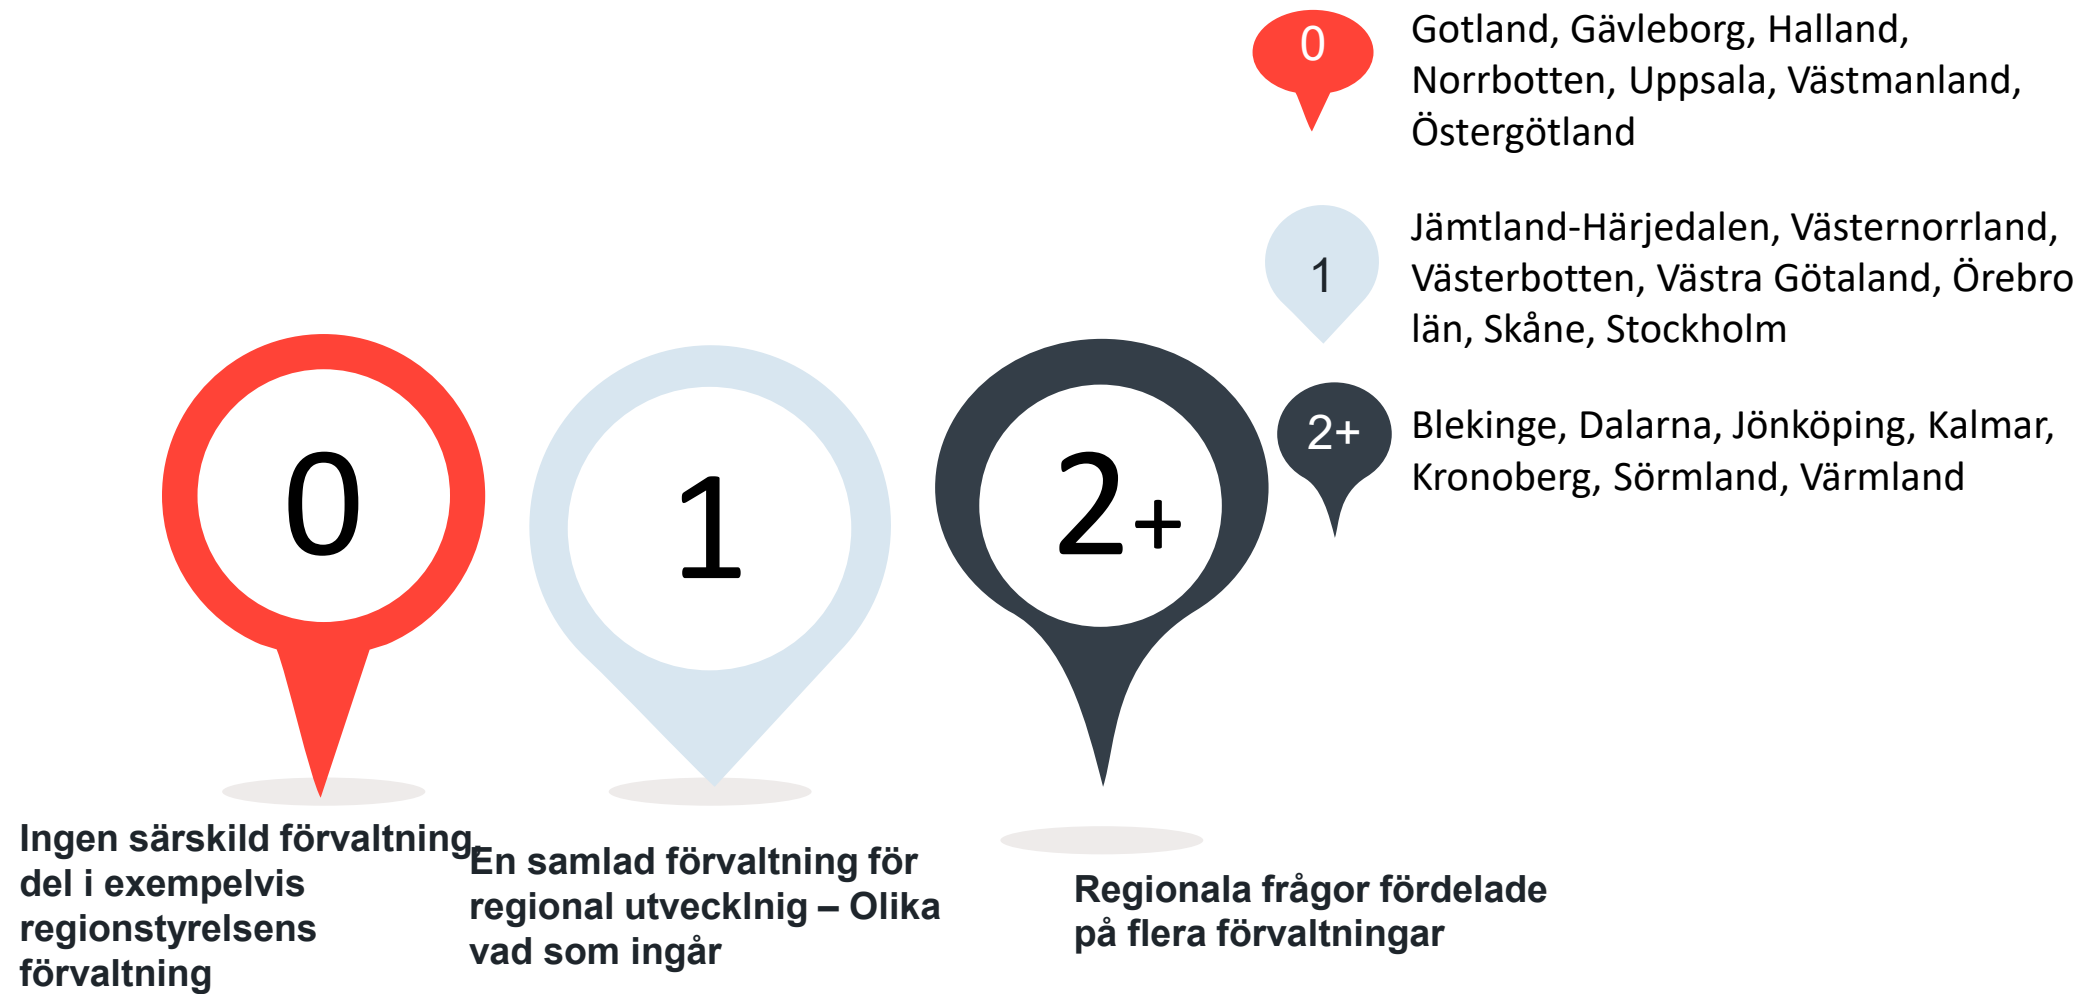 0
Gotland, Gävleborg, Halland,
Norrbotten, Uppsala, Västmanland,
Östergötland
1
Jämtland-Härjedalen, Västernorrland,
Västerbotten, Västra Götaland, Örebro
län, Skåne, Stockholm
2+
Blekinge, Dalarna, Jönköping, Kalmar,
Kronoberg, Sörmland, Värmland
0
1
2+
Ingen särskild förvaltning,
del i exempelvis
regionstyrelsens
förvaltning
En samlad förvaltning för
regional utvecklnig – Olika
vad som ingår
Regionala frågor fördelade
på flera förvaltningar